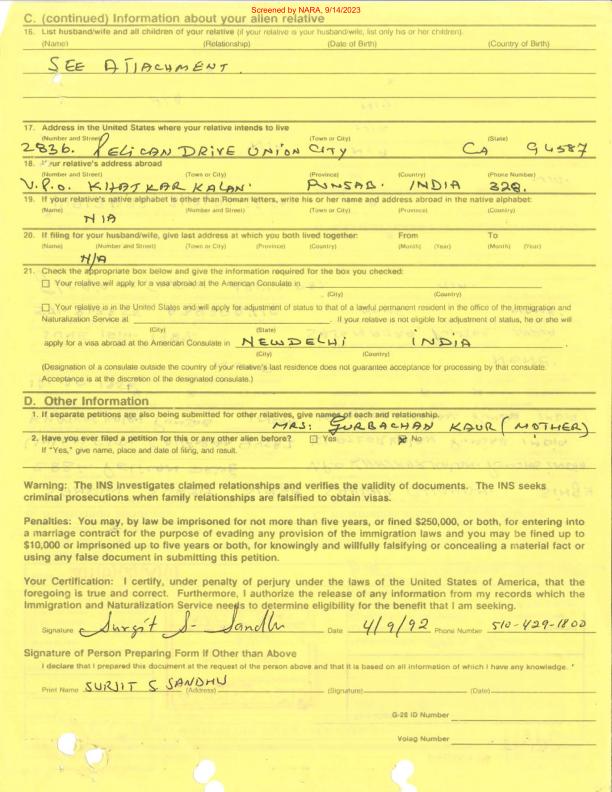 Screened by NARA, 9/14/2023
C. (continued) Information about your alien relative
16. List husband/wife and all children of your relative (if your relative is your husband/wife, list only his or her children).
(Name) (Relationship) (Date of Birth) (Country of Birth)
SEE ATTACHMENT.
17. Address in the United States where your relative intends to live
(Number and Street) (Town or City) (State)
2836. PELICAN DRIVE UNION CITY CA 94587
18. Your relative's address abroad
(Number and Street) (Town or City) (Province) (Country) (Phone Number)
V.P.O. KHATKAR KALAN PUNJAB. INDIA 328.
19. If your relative's native alphabet is other than Roman letters, write his or her name and address abroad in the native alphabet:
(Name) (Number and Street) (Town or City) (Province) (Country)
N/A
20. If filing for your husband/wife, give last address at which you both lived together: From To
(Name) (Number and Street) (Town or City) (Province) (Country) (Month) (Year) (Month) (Year)
N/A
21. Check the appropriate box below and give the information required for the box you checked:
Your relative will apply for a visa abroad at the American Consulate in
(City) (Country)
Your relative is in the United States and will apply for adjustment of status to that of a lawful permanent resident in the office of the Immigration and
Naturalization Service at . If your relative is not eligible for adjustment of status, he or she will
(City) (State)
apply for a visa abroad at the American Consulate in NEWDELHI INDIA .
(City) (Country)
(Designation of a consulate outside the country of your relative's last residence does not guarantee acceptance for processing by that consulate.
Acceptance is at the discretion of the designated consulate.)
D. Other Information
1. If separate petitions are also being submitted for other relatives, give names of each and relationship.
MRS: GURBACHAN KAUR (MOTHER)
2. Have you ever filed a petition for this or any other alien before? Yes No
If "Yes," give name, place and date of filing, and result.
Warning: The INS investigates claimed relationships and verifies the validity of documents. The INS seeks
criminal prosecutions when family relationships are falsified to obtain visas.
Penalties: You may, by law be imprisoned for not more than five years, or fined $250,000, or both, for entering into
a marriage contract for the purpose of evading any provision of the immigration laws and you may be fined up to
$10,000 or imprisoned up to five years or both, for knowingly and willfully falsifying or concealing a material fact or
using any false document in submitting this petition.
Your Certification: I certify, under penalty of perjury under the laws of the United States of America, that the
foregoing is true and correct. Furthermore, I authorize the release of any information from my records which the
Immigration and Naturalization Service needs to determine eligibility for the benefit that I am seeking.
Signature Surjit S- Sandhu Date 4/9/92 Phone Number 510-429-1800
Signature of Person Preparing Form If Other than Above
I declare that I prepared this document at the request of the person above and that it is based on all information of which I have any knowledge.
Print Name SURJIT S SANDHU (Address) (Signature) (Date)
G-28 ID Number
Volag Number